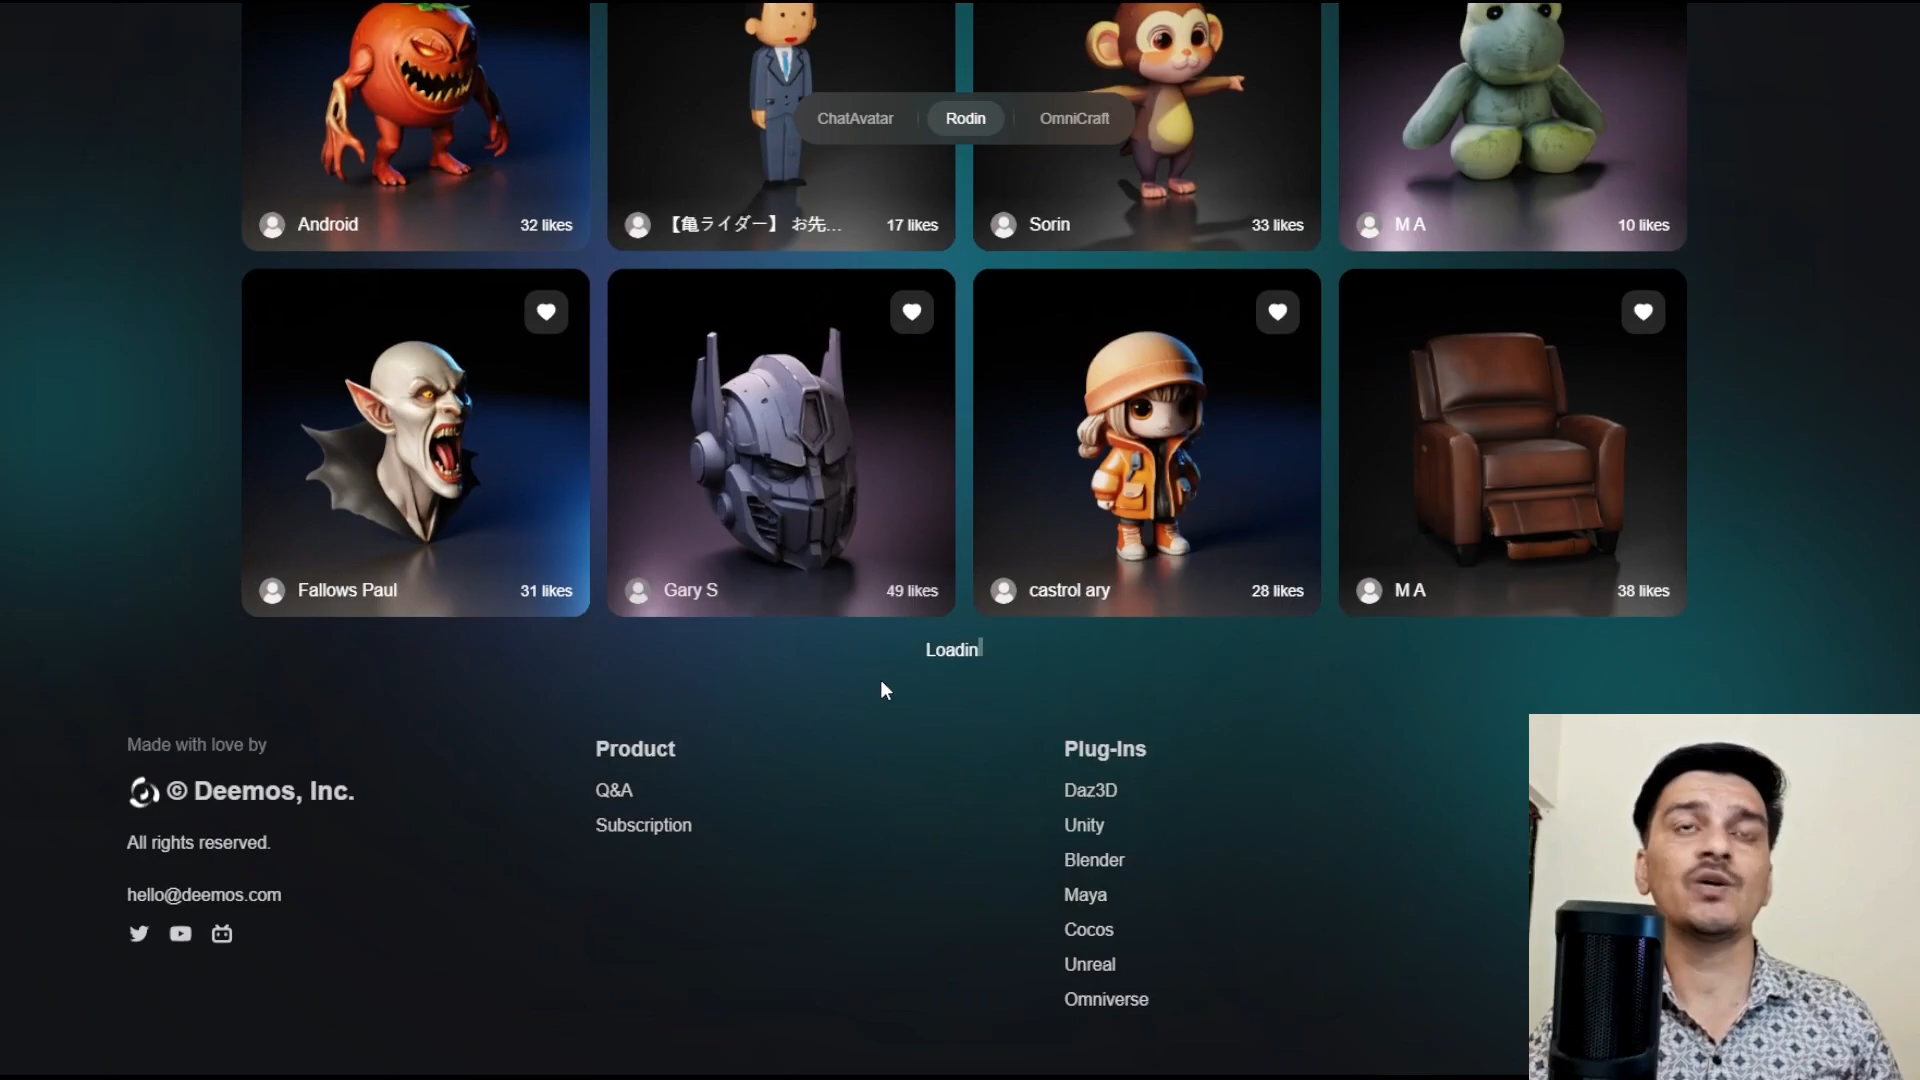 ChatAvatar
Rodin
OmniCraft
Android
32 likes
【亀ライダー】 お先...
17 likes
Sorin
33 likes
M A
10 likes
Fallows Paul
31 likes
Gary S
49 likes
castrol ary
28 likes
M A
38 likes
Loadin
Made with love by
© Deemos, Inc.
All rights reserved.
hello@deemos.com
Product
Q&A
Subscription
Plug-Ins
Daz3D
Unity
Blender
Maya
Cocos
Unreal
Omniverse